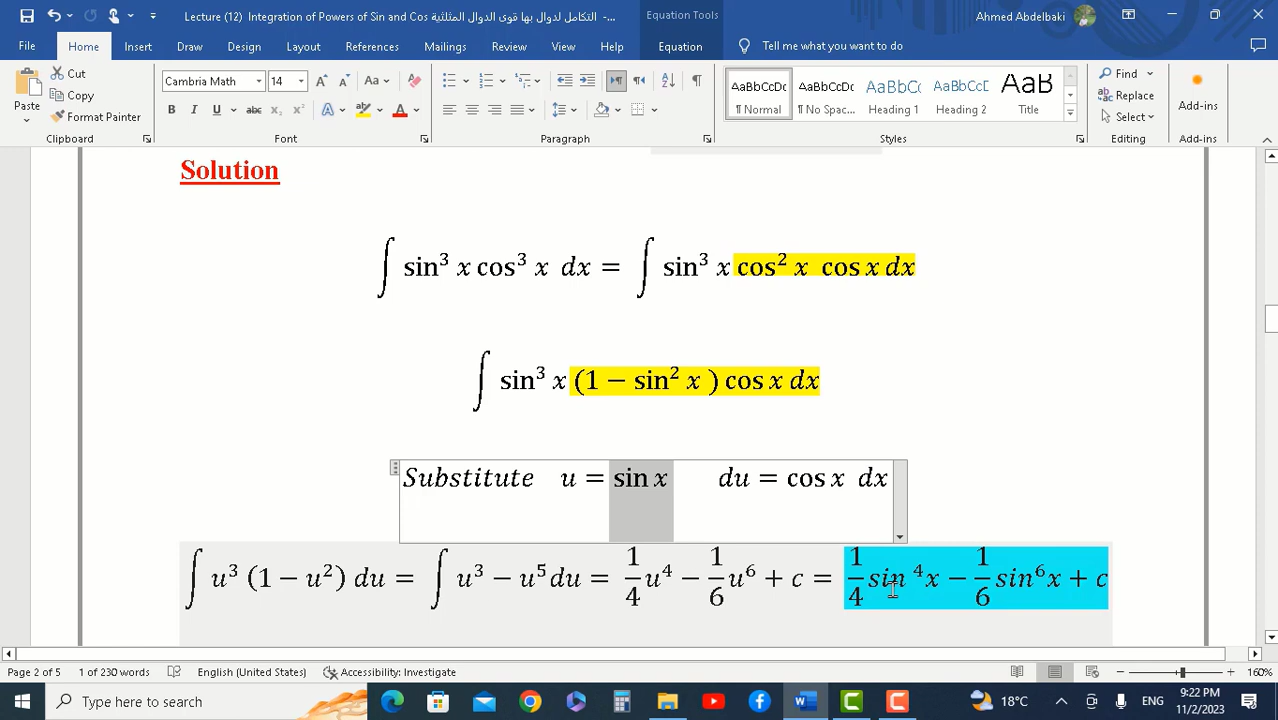 Lecture (12) Integration of Powers of Sin and Cos التكامل لدوال بها قوى الدوال المثلثية -...
Equation Tools
Ahmed Abdelbaki
File Home Insert Draw Design Layout References Mailings Review View Help Equation Tell me what you want to do
Paste
Cut
Copy
Format Painter
Clipboard
Cambria Math 14
Font
Paragraph
AaBbCcDc AaBbCcDc AaBbCc AaBbCcD AaB
¶ Normal ¶ No Spac... Heading 1 Heading 2 Title
Styles
Find
Replace
Select
Editing
Add-ins
Add-ins
Solution
∫ sin³ x cos³ x dx = ∫ sin³ x cos² x cos x dx
∫ sin³ x (1 − sin² x ) cos x dx
Substitute u = sin x du = cos x dx
∫ u³ (1 − u²) du = ∫ u³ − u⁵du = 1/4 u⁴ − 1/6 u⁶ + c = 1/4 sin ⁴x − 1/6 sin⁶x + c
Page 2 of 5 1 of 230 words English (United States) Accessibility: Investigate 160%
Type here to search
18°C
ENG
9:22 PM
11/2/2023